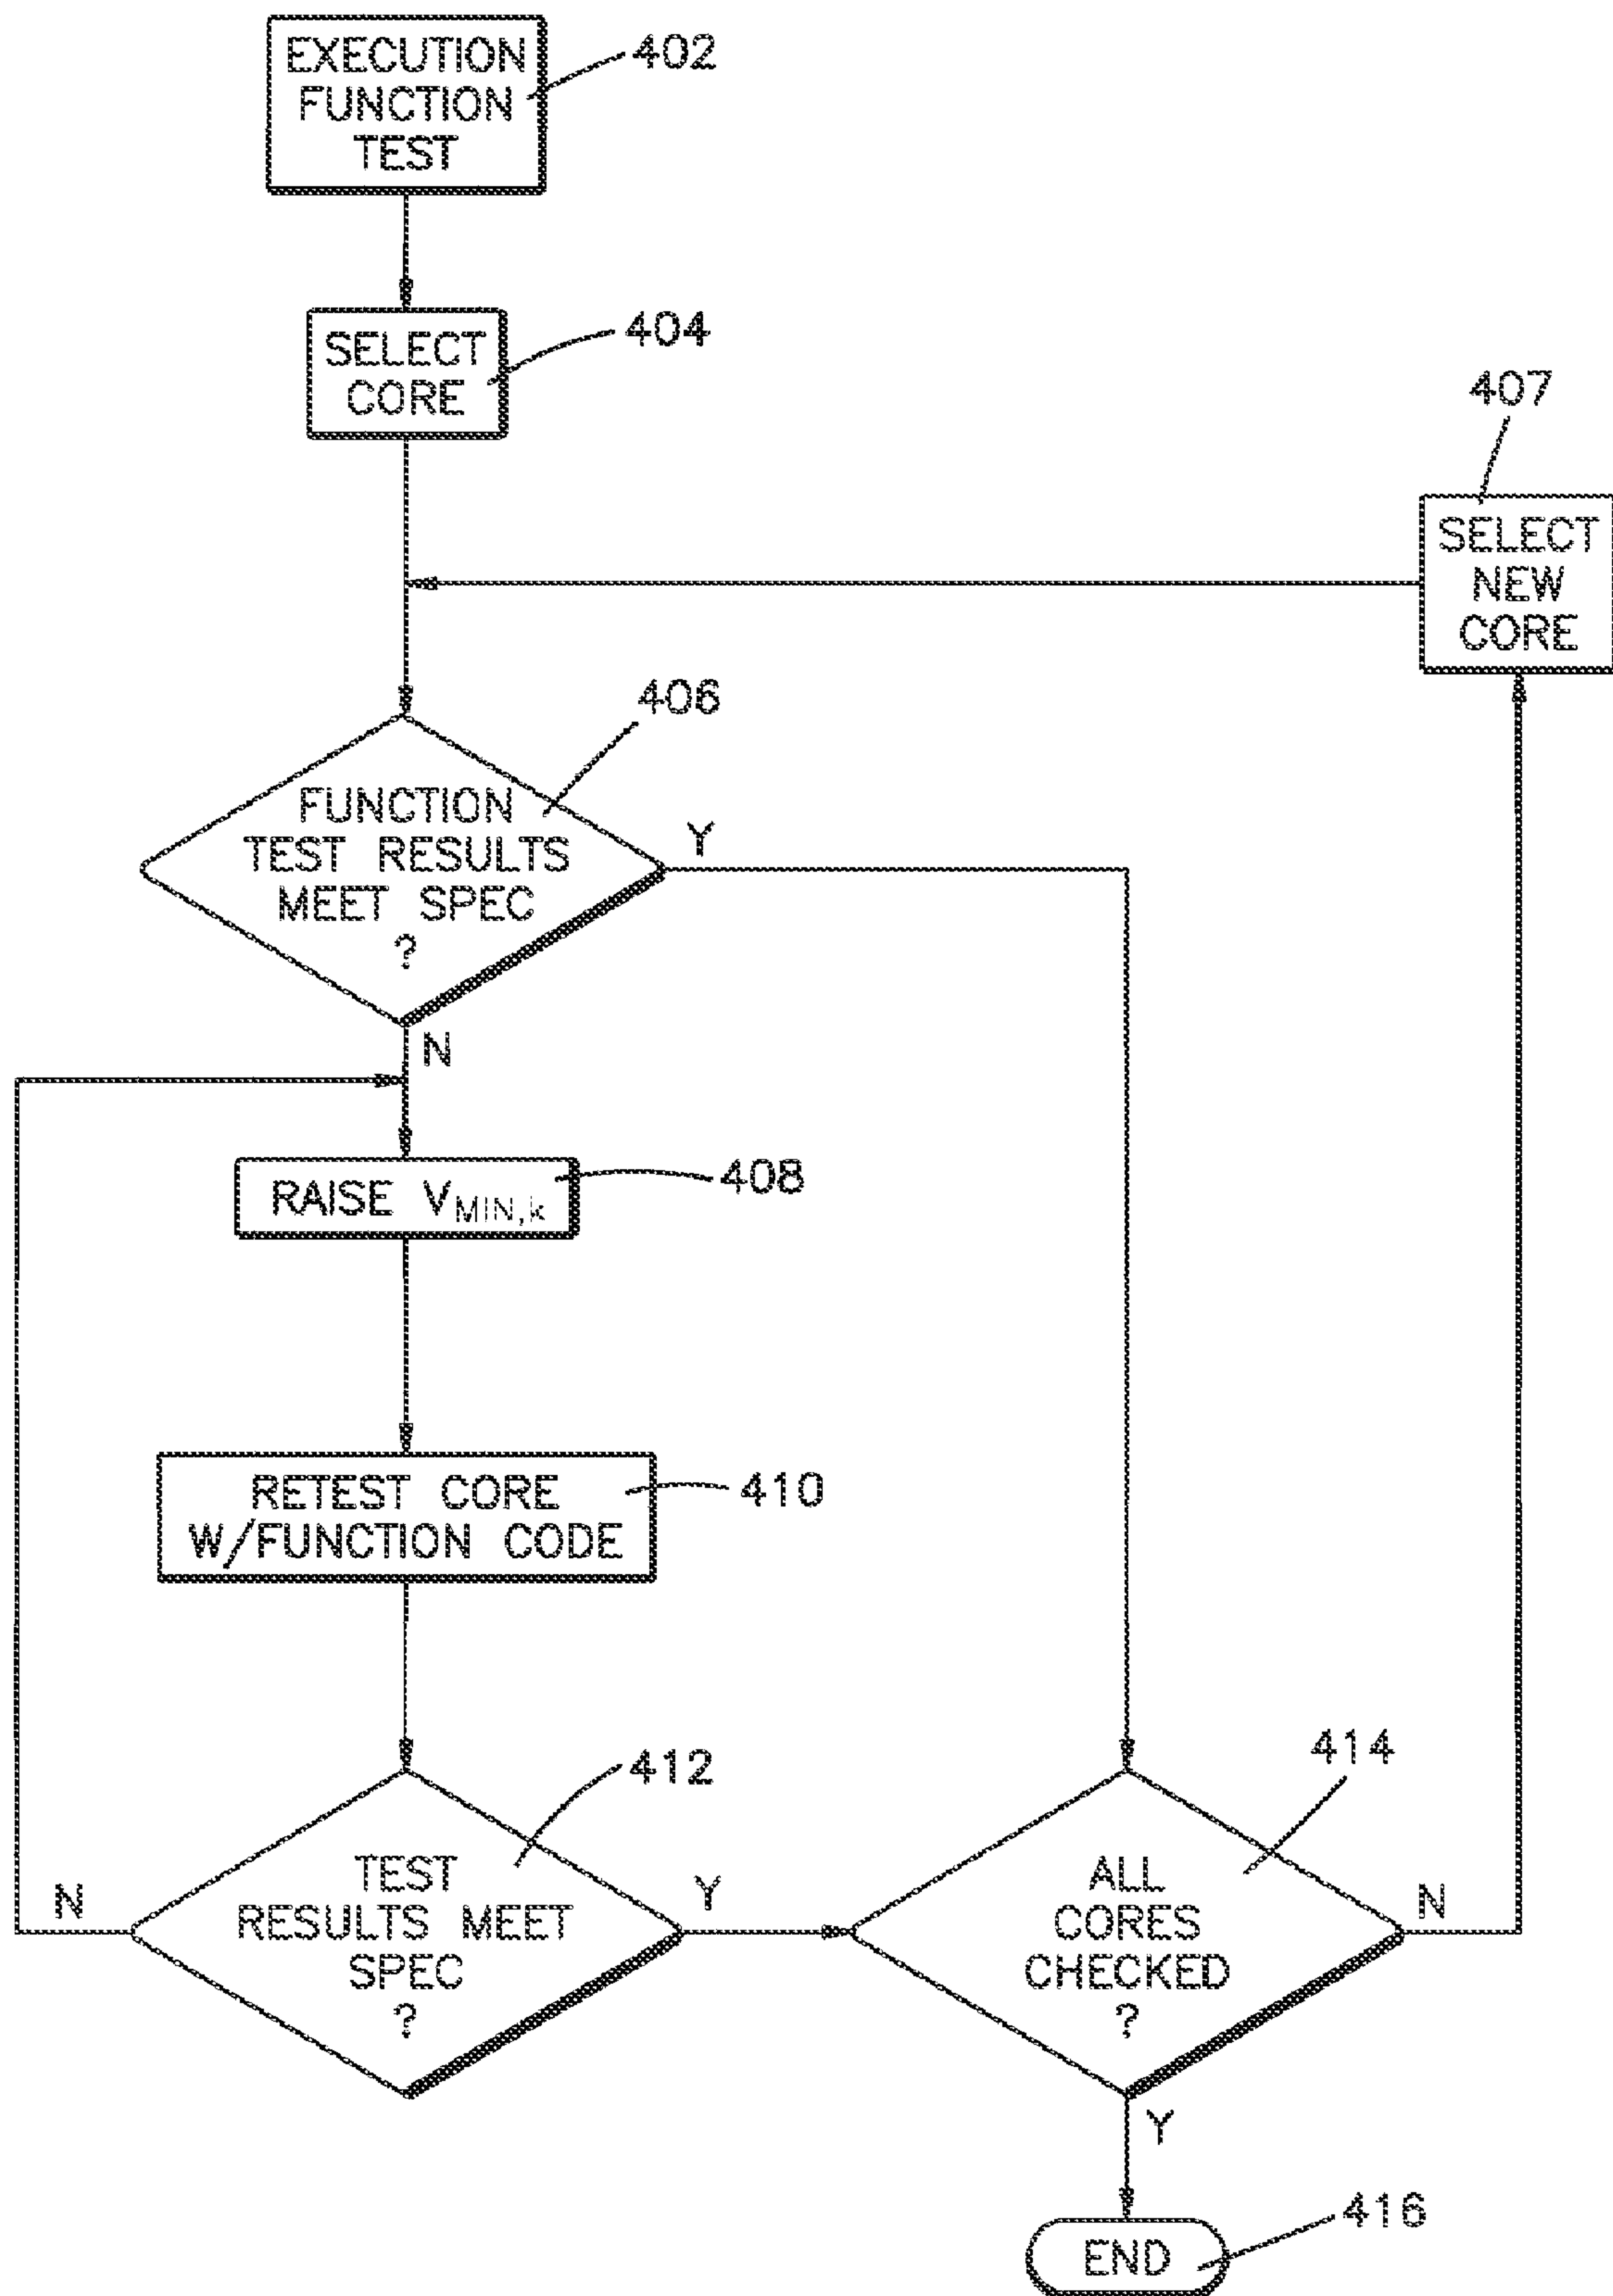 EXECUTION
FUNCTION
TEST
402
SELECT
CORE
404
407
SELECT
NEW
CORE
406
FUNCTION
TEST RESULTS
MEET SPEC
?
Y
N
RAISE V_MIN,k
408
RETEST CORE
W/FUNCTION CODE
410
412
TEST
RESULTS MEET
SPEC
?
N
Y
414
ALL
CORES
CHECKED
?
N
Y
END
416